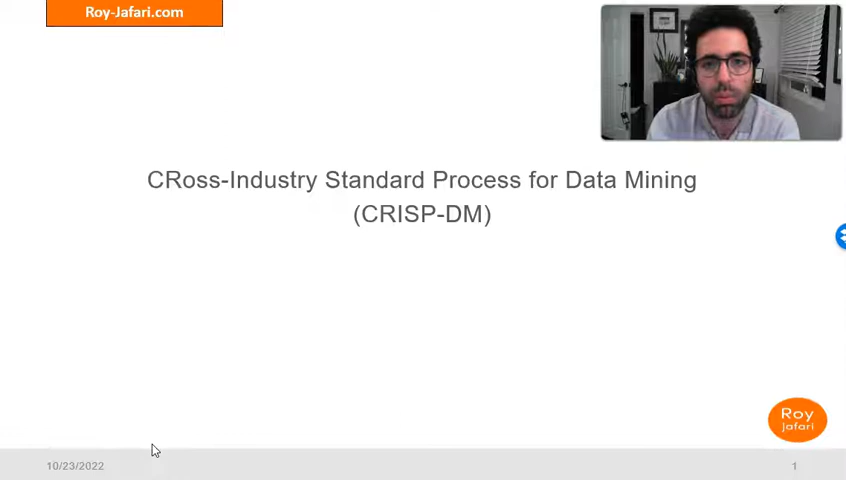 Roy-Jafari.com
CRoss-Industry Standard Process for Data Mining
(CRISP-DM)
Roy
Jafari
10/23/2022
1